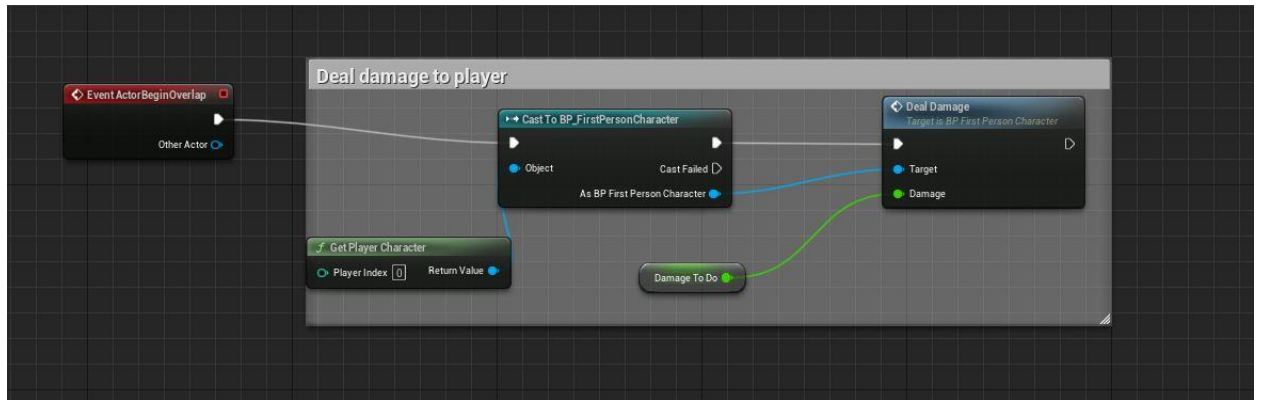 Deal damage to player
Event ActorBeginOverlap
Other Actor
Cast To BP_FirstPersonCharacter
Object
Cast Failed
As BP First Person Character
Deal Damage
Target is BP First Person Character
Target
Damage
Get Player Character
Player Index 0 Return Value
Damage To Do